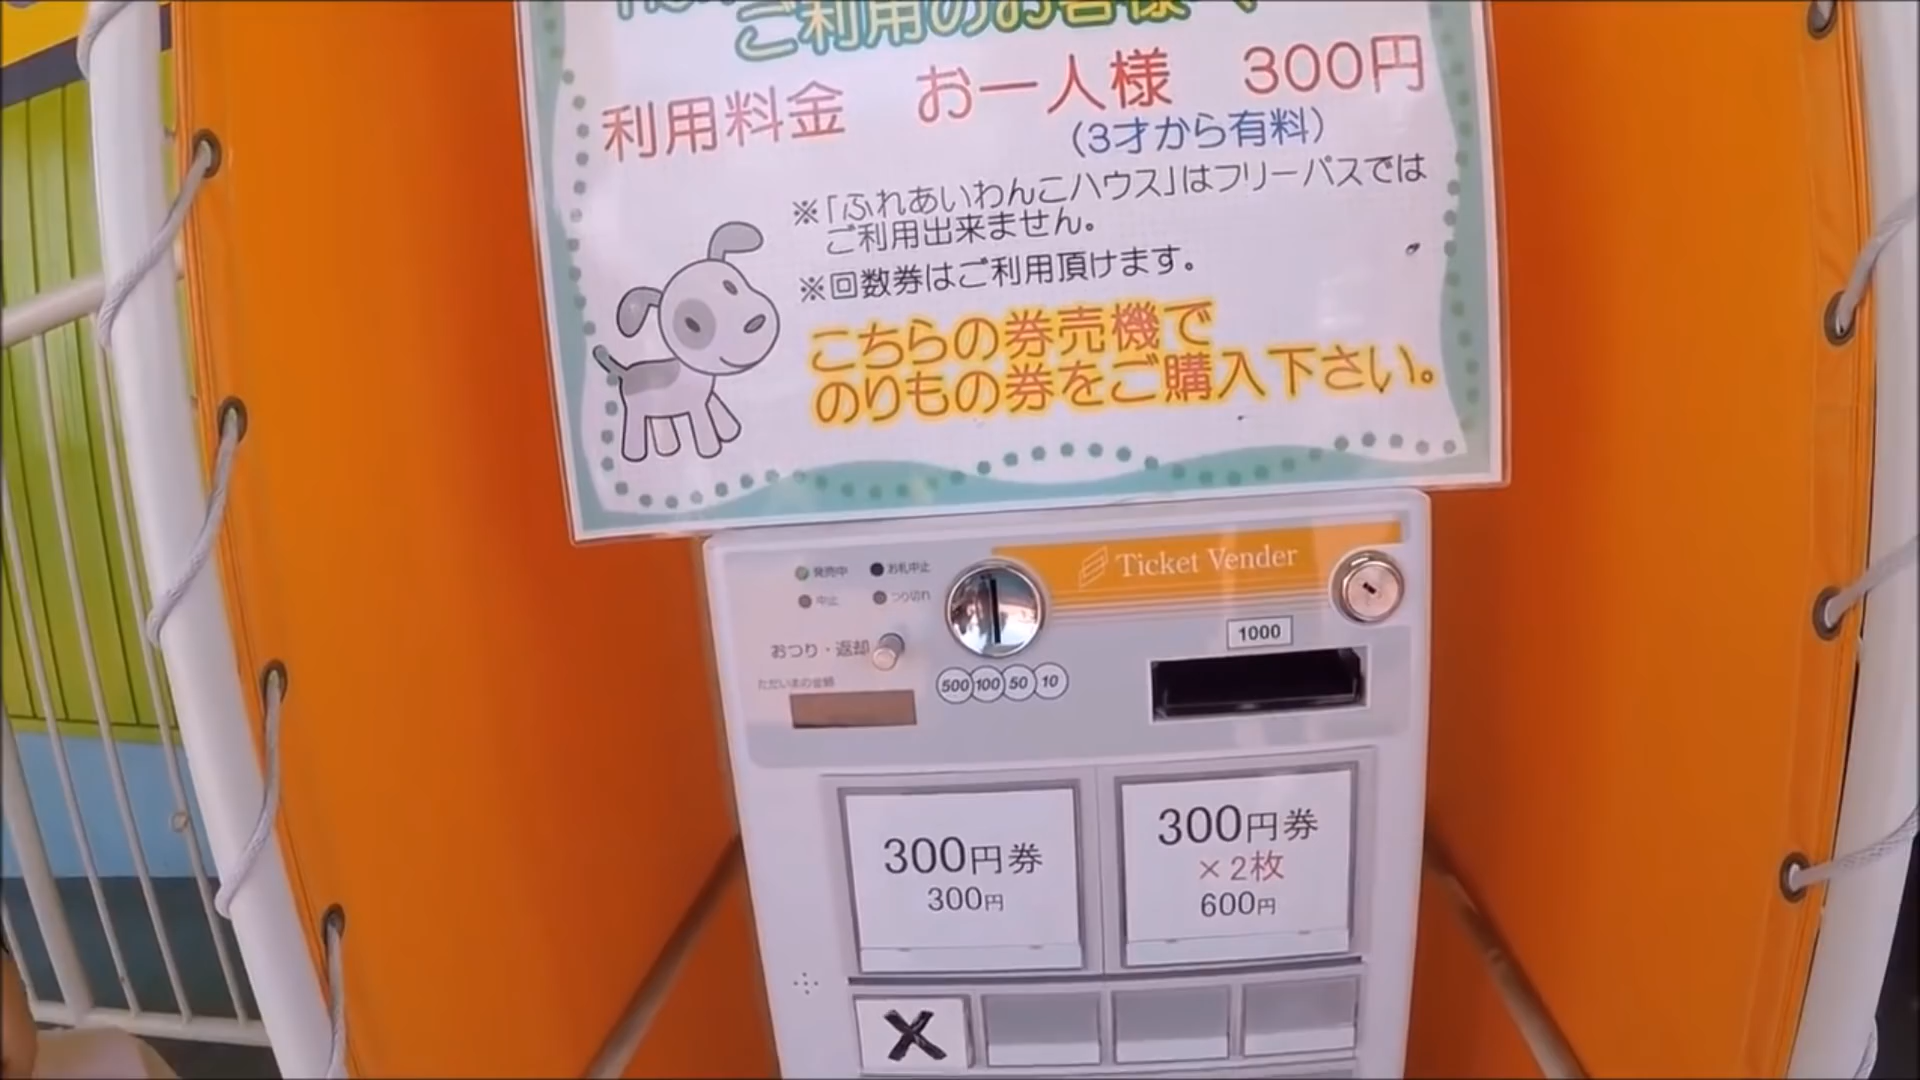 ご利用のお客様へ
利用料金 お一人様 300円
(3才から有料)
※「ふれあいわんこハウス」はフリーパスでは
ご利用出来ません。
※回数券はご利用頂けます。
こちらの券売機で
のりもの券をご購入下さい。
Ticket Vender
発売中 お札中止
中止 つり切れ
おつり・返却
ただいまの金額
500 100 50 10
1000
300円券
300円
300円券
×2枚
600円
X